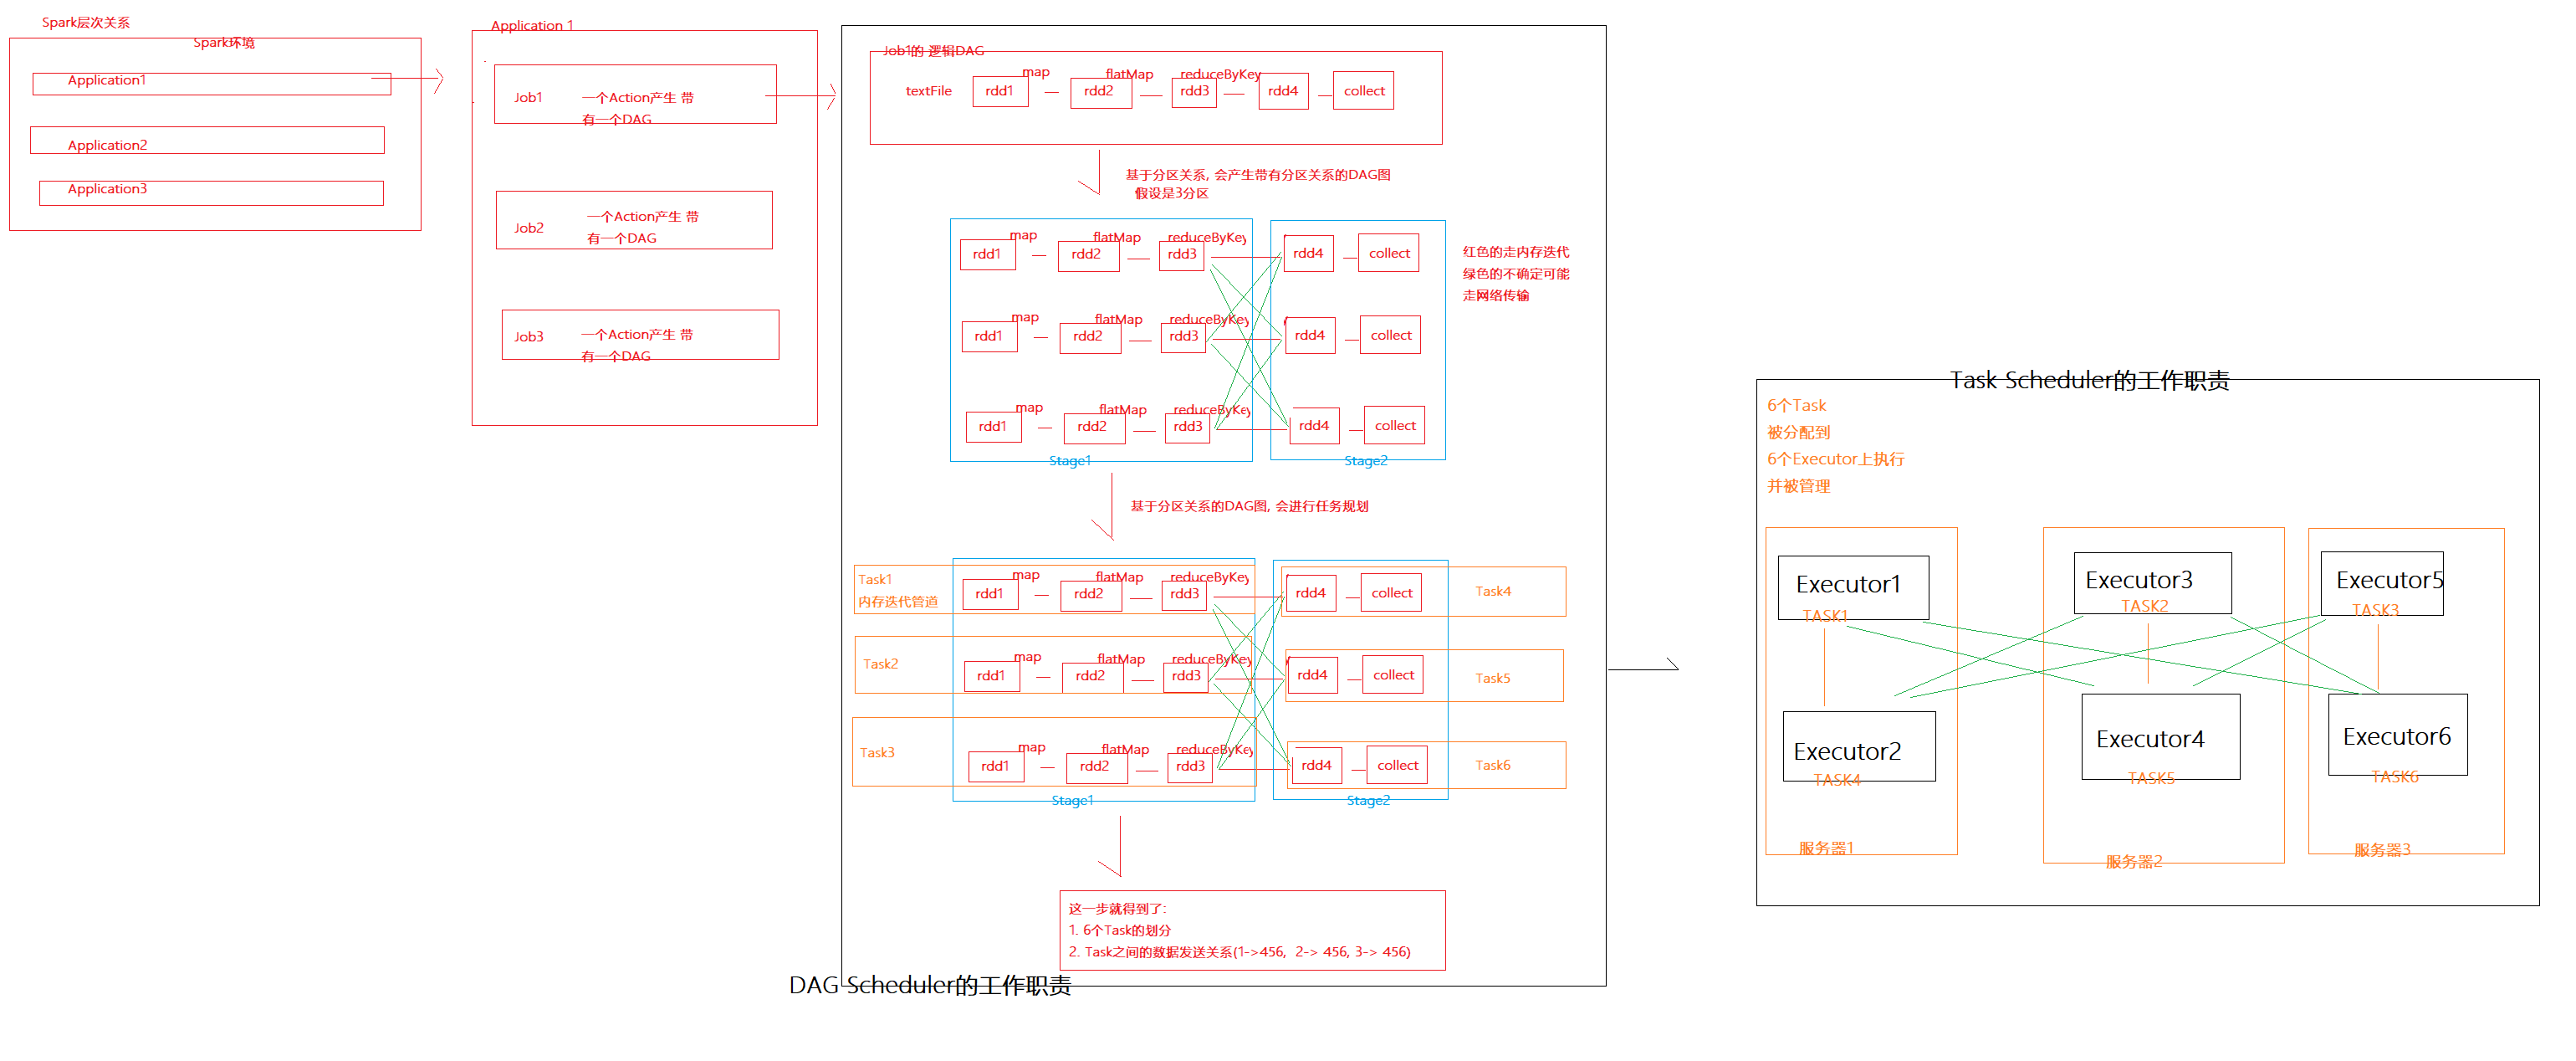 Spark层次关系
Spark环境
Application1
Application2
Application3
Application 1
Job1
一个Action产生 带
有一个DAG
Job2
一个Action产生 带
有一个DAG
Job3
一个Action产生 带
有一个DAG
Job1的 逻辑DAG
map flatMap reduceByKey
textFile rdd1 rdd2 rdd3 rdd4 collect
基于分区关系, 会产生带有分区关系的DAG图
假设是3分区
map flatMap reduceByKey
rdd1 rdd2 rdd3 rdd4 collect
map flatMap reduceByKey
rdd1 rdd2 rdd3 rdd4 collect
map flatMap reduceByKey
rdd1 rdd2 rdd3 rdd4 collect
Stage1 Stage2
红色的走内存迭代
绿色的不确定可能
走网络传输
基于分区关系的DAG图, 会进行任务规划
Task1
内存迭代管道
map flatMap reduceByKey
rdd1 rdd2 rdd3 rdd4 collect
Task4
Task2
map flatMap reduceByKey
rdd1 rdd2 rdd3 rdd4 collect
Task5
Task3
map flatMap reduceByKey
rdd1 rdd2 rdd3 rdd4 collect
Task6
Stage1 Stage2
这一步就得到了:
1. 6个Task的划分
2. Task之间的数据发送关系(1->456, 2-> 456, 3-> 456)
DAG Scheduler的工作职责
Task Scheduler的工作职责
6个Task
被分配到
6个Executor上执行
并被管理
Executor1
TASK1
Executor3
TASK2
Executor5
TASK3
Executor2
TASK4
Executor4
TASK5
Executor6
TASK6
服务器1
服务器2
服务器3